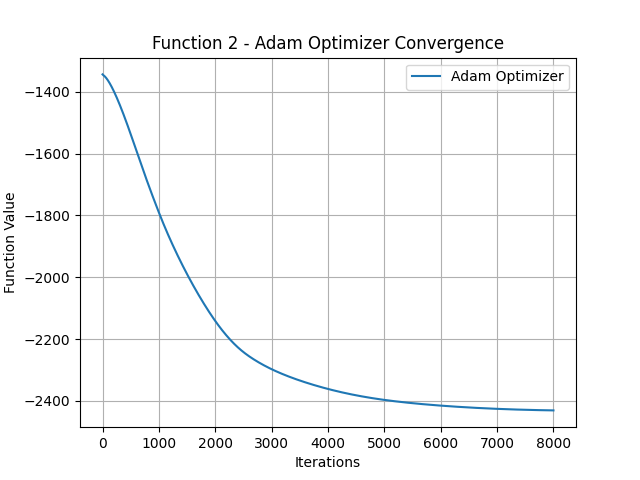 Function 2 - Adam Optimizer Convergence
Adam Optimizer
Function Value
−1400
−1600
−1800
−2000
−2200
−2400
0 1000 2000 3000 4000 5000 6000 7000 8000
Iterations